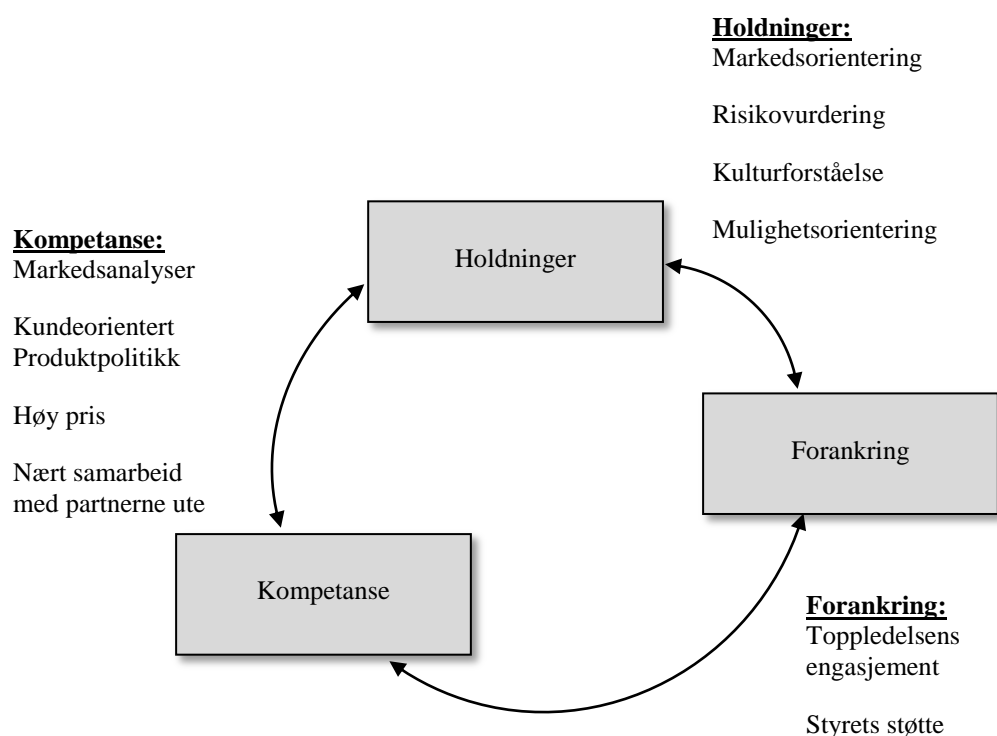 Holdninger:
Markedsorientering
Risikovurdering
Kulturforståelse
Mulighetsorientering
Kompetanse:
Markedsanalyser
Kundeorientert
Produktpolitikk
Høy pris
Nært samarbeid
med partnerne ute
Holdninger
Forankring
Kompetanse
Forankring:
Toppledelsens
engasjement
Styrets støtte